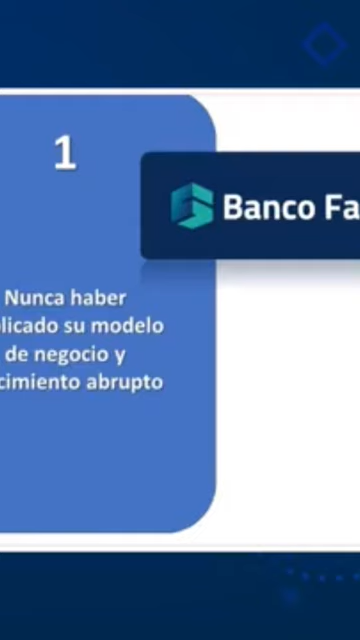 1
Banco Fa
Nunca haber
licado su modelo
de negocio y
cimiento abrupto